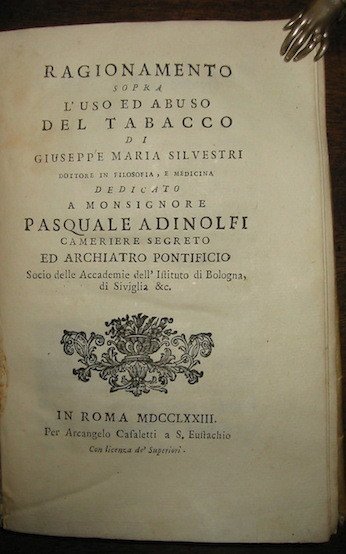 RAGIONAMENTO
SOPRA
L'USO ED ABUSO
DEL TABACCO
DI
GIUSEPPE MARIA SILVESTRI
DOTTORE IN FILOSOFIA, E MEDICINA
DEDICATO
A MONSIGNORE
PASQUALE ADINOLFI
CAMERIERE SEGRETO
ED ARCHIATRO PONTIFICIO
Socio delle Accademie dell' Iſtituto di Bologna,
di Siviglia &c.
IN ROMA MDCCLXXIII.
Per Arcangelo Caſaletti a S. Euſtachio
Con licenza de' Superiori.